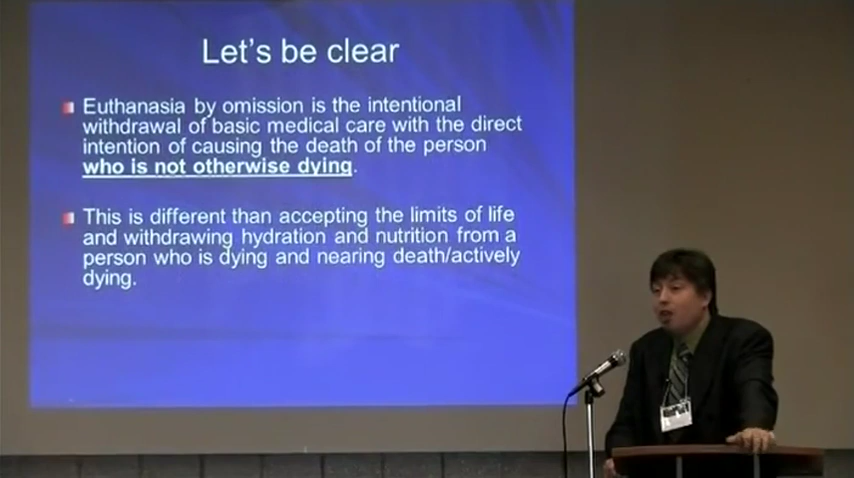 Let's be clear
Euthanasia by omission is the intentional
withdrawal of basic medical care with the direct
intention of causing the death of the person
who is not otherwise dying.
This is different than accepting the limits of life
and withdrawing hydration and nutrition from a
person who is dying and nearing death/actively
dying.